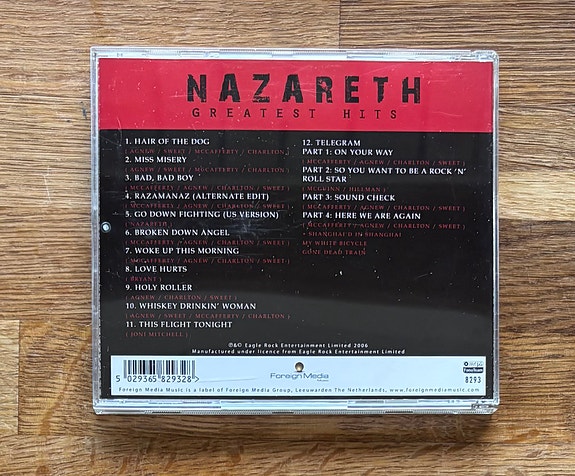 NAZARETH
GREATEST HITS
1. HAIR OF THE DOG
( AGNEW / SWEET / MCCAFFERTY / CHARLTON )
2. MISS MISERY
( AGNEW / SWEET / MCCAFFERTY / CHARLTON )
3. BAD, BAD BOY
( MCCAFFERTY / AGNEW / CHARLTON / SWEET )
4. RAZAMANAZ (ALTERNATE EDIT)
( MCCAFFERTY / AGNEW / CHARLTON / SWEET )
5. GO DOWN FIGHTING (US VERSION)
( NAZARETH )
6. BROKEN DOWN ANGEL
( MCCAFFERTY / AGNEW / CHARLTON / SWEET )
7. WOKE UP THIS MORNING
( MCCAFFERTY / AGNEW / CHARLTON / SWEET )
8. LOVE HURTS
( BRYANT )
9. HOLY ROLLER
( AGNEW / CHARLTON / SWEET )
10. WHISKEY DRINKIN' WOMAN
( AGNEW / SWEET / MCCAFFERTY / CHARLTON )
11. THIS FLIGHT TONIGHT
( JONI MITCHELL )
12. TELEGRAM
PART 1: ON YOUR WAY
( MCCAFFERTY / AGNEW / CHARLTON / SWEET )
PART 2: SO YOU WANT TO BE A ROCK 'N'
ROLL STAR
( MCGUINN / HILLMAN )
PART 3: SOUND CHECK
( MCCAFFERTY / AGNEW / CHARLTON / SWEET )
PART 4: HERE WE ARE AGAIN
( MCCAFFERTY / AGNEW / CHARLTON / SWEET )
SHANGHAI'D IN SHANGHAI
MY WHITE BICYCLE
GONE DEAD TRAIN
℗© Eagle Rock Entertainment Limited 2006
Manufactured under licence from Eagle Rock Entertainment Limited
5 029365 829328 >
Foreign Media
8293
Foreign Media Music is a label of Foreign Media Group, Leeuwarden The Netherlands, www.foreignmediamusic.com